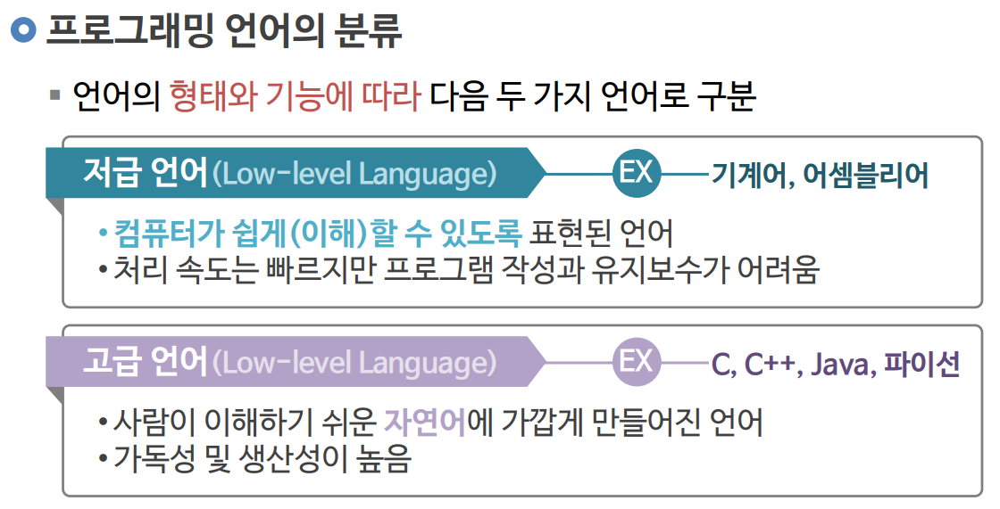 프로그래밍 언어의 분류
언어의 형태와 기능에 따라 다음 두 가지 언어로 구분
저급 언어(Low-level Language) EX 기계어, 어셈블리어
• 컴퓨터가 쉽게(이해)할 수 있도록 표현된 언어
• 처리 속도는 빠르지만 프로그램 작성과 유지보수가 어려움
고급 언어(Low-level Language) EX C, C++, Java, 파이선
• 사람이 이해하기 쉬운 자연어에 가깝게 만들어진 언어
• 가독성 및 생산성이 높음